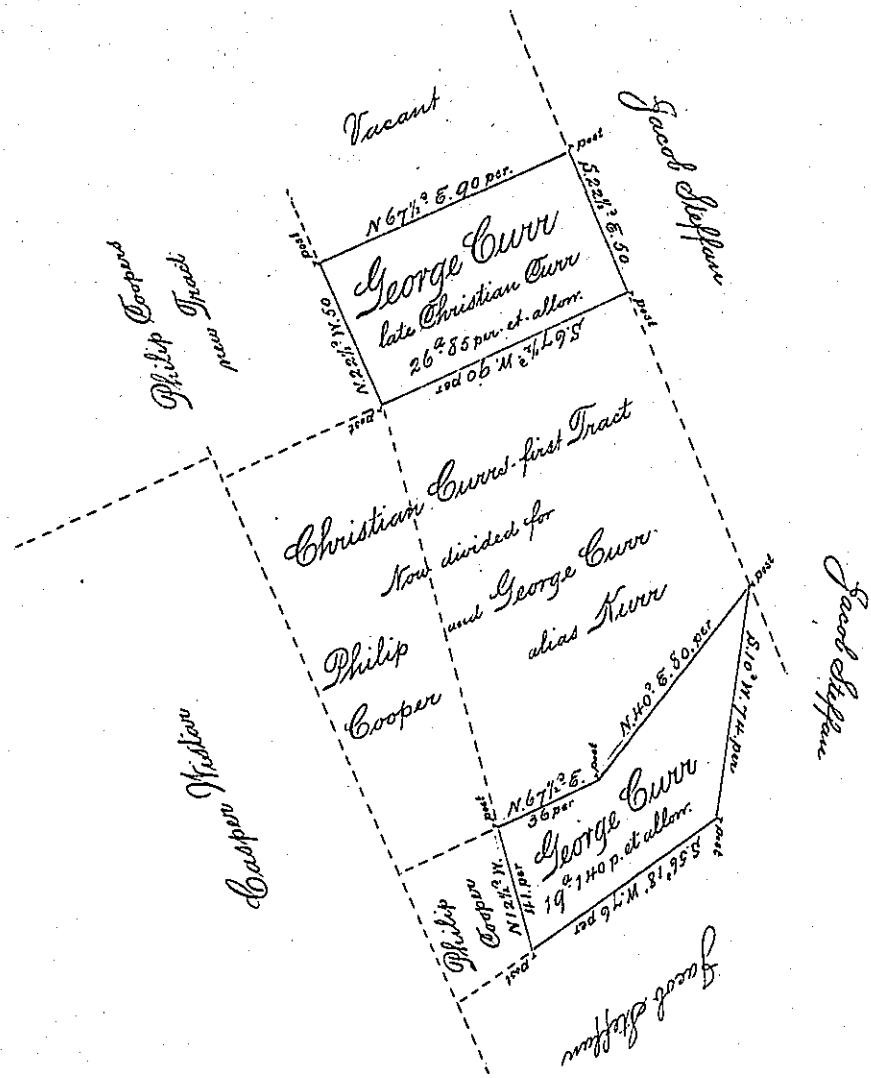 Vacant
Jacob Steffan
post
N 67½° E. 90 per.
S. 22½° E. 50
post
George Curr
late Christian Curr
26ª. 85 per. et. allow.
Philip Coopers
new Tract
N. 22½° W. 50
S. 67½° W. 90 per
post
post
Christian Currs first Tract
Now divided for
Philip
Cooper
and George Curr
alias Kurr
post
Jacob Steffan
Casper Wistar
N. 40° E. 80. per
S. 10° W. 74. per
post
N. 67½° E.
36 per
post
George Curr
19ª. 140 p. et allow.
post
Philip
Cooper
N 12½° W.
41. per
S. 56° 18' W. 76 per
post
Jacob Steffan